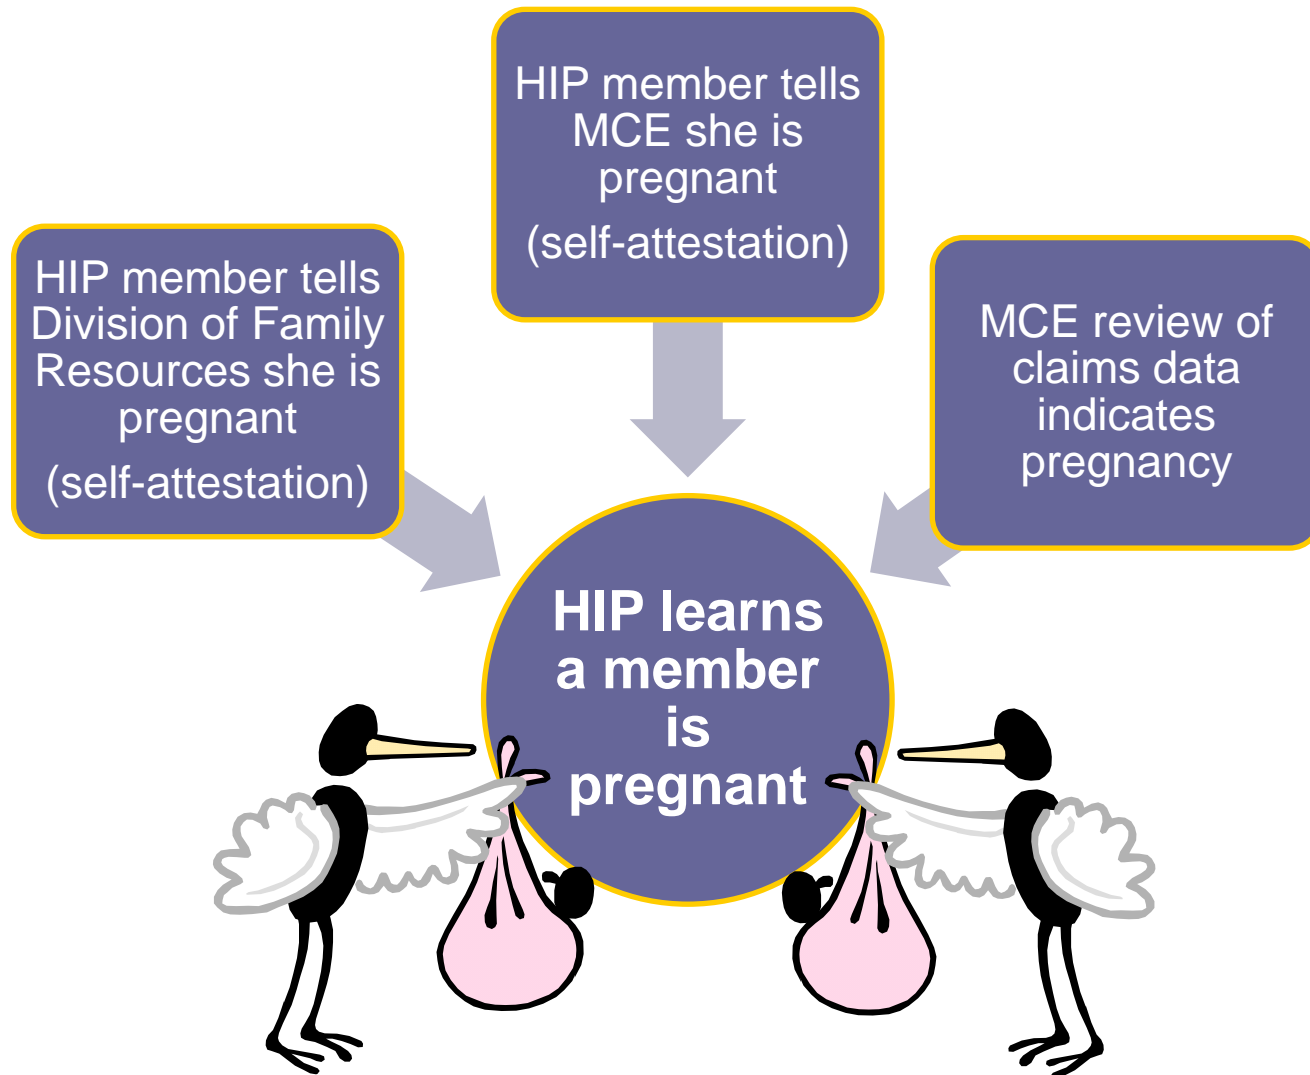 HIP member tells
MCE she is
pregnant
(self-attestation)
HIP member tells
Division of Family
Resources she is
pregnant
(self-attestation)
MCE review of
claims data
indicates
pregnancy
HIP learns
a member
is
pregnant